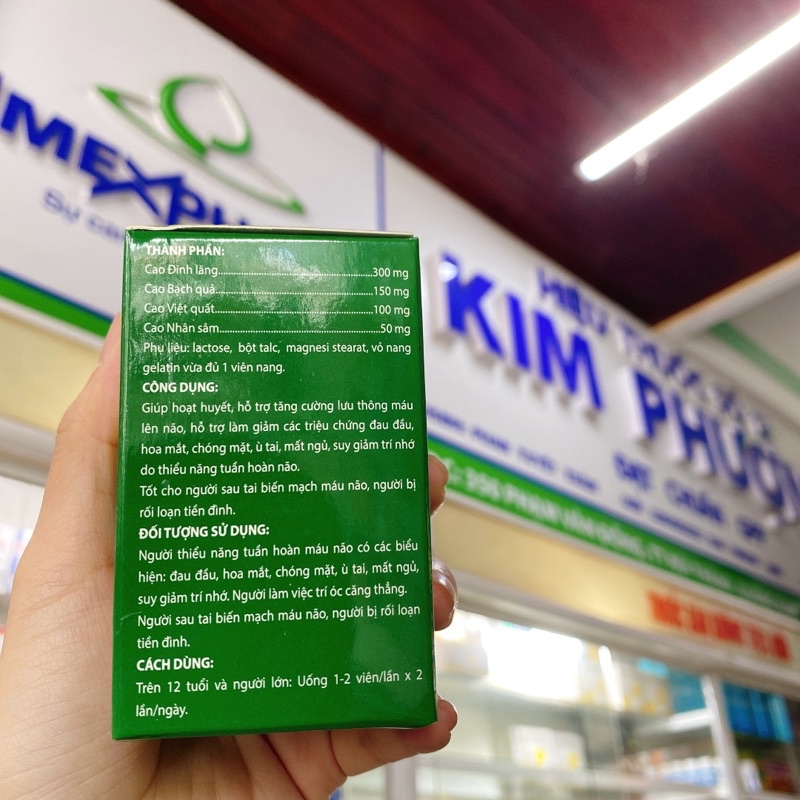 THÀNH PHẦN:
Cao Đinh lăng................300 mg
Cao Bạch quả................150 mg
Cao Việt quất................100 mg
Cao Nhân sâm................50 mg
Phụ liệu: lactose, bột talc, magnesi stearat, vỏ nang
gelatin vừa đủ 1 viên nang.
CÔNG DỤNG:
Giúp hoạt huyết, hỗ trợ tăng cường lưu thông máu
lên não, hỗ trợ làm giảm các triệu chứng đau đầu,
hoa mắt, chóng mặt, ù tai, mất ngủ, suy giảm trí nhớ
do thiểu năng tuần hoàn não.
Tốt cho người sau tai biến mạch máu não, người bị
rối loạn tiền đình.
ĐỐI TƯỢNG SỬ DỤNG:
Người thiểu năng tuần hoàn máu não có các biểu
hiện: đau đầu, hoa mắt, chóng mặt, ù tai, mất ngủ,
suy giảm trí nhớ. Người làm việc trí óc căng thẳng.
Người sau tai biến mạch máu não, người bị rối loạn
tiền đình.
CÁCH DÙNG:
Trên 12 tuổi và người lớn: Uống 1-2 viên/lần x 2
lần/ngày.
HIỆU THUỐC SỐ
KIM PHƯỢN
ĐẠT CHUẨN GPP